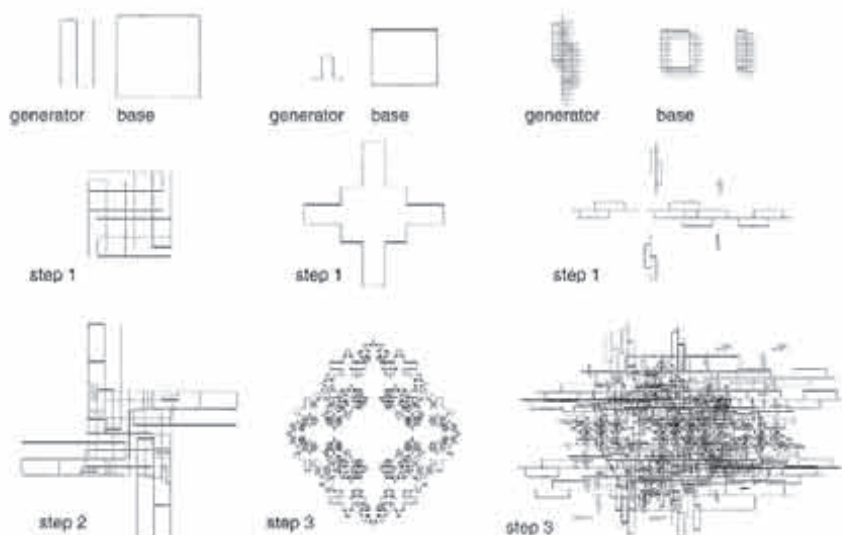 generator base
generator base
generator base
step 1
step 1
step 1
step 2
step 3
step 3